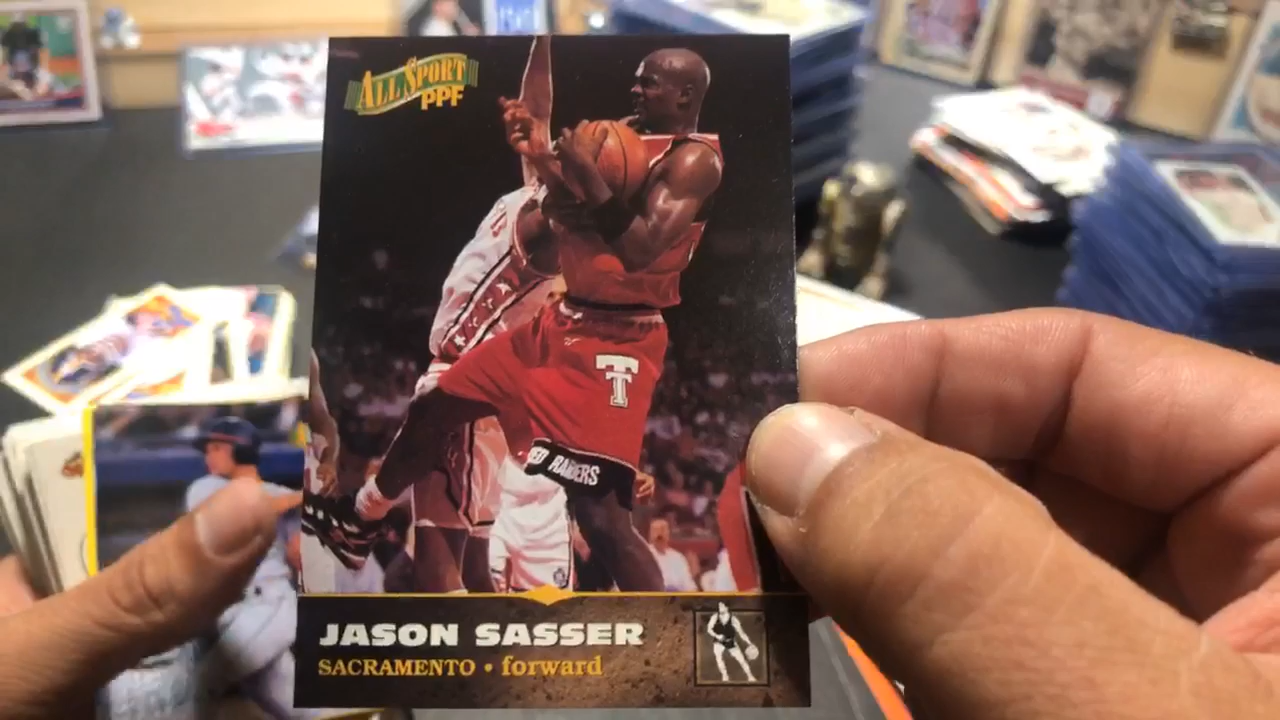 ALL SPORT
PPF
T
RED RAIDERS
JASON SASSER
SACRAMENTO • forward